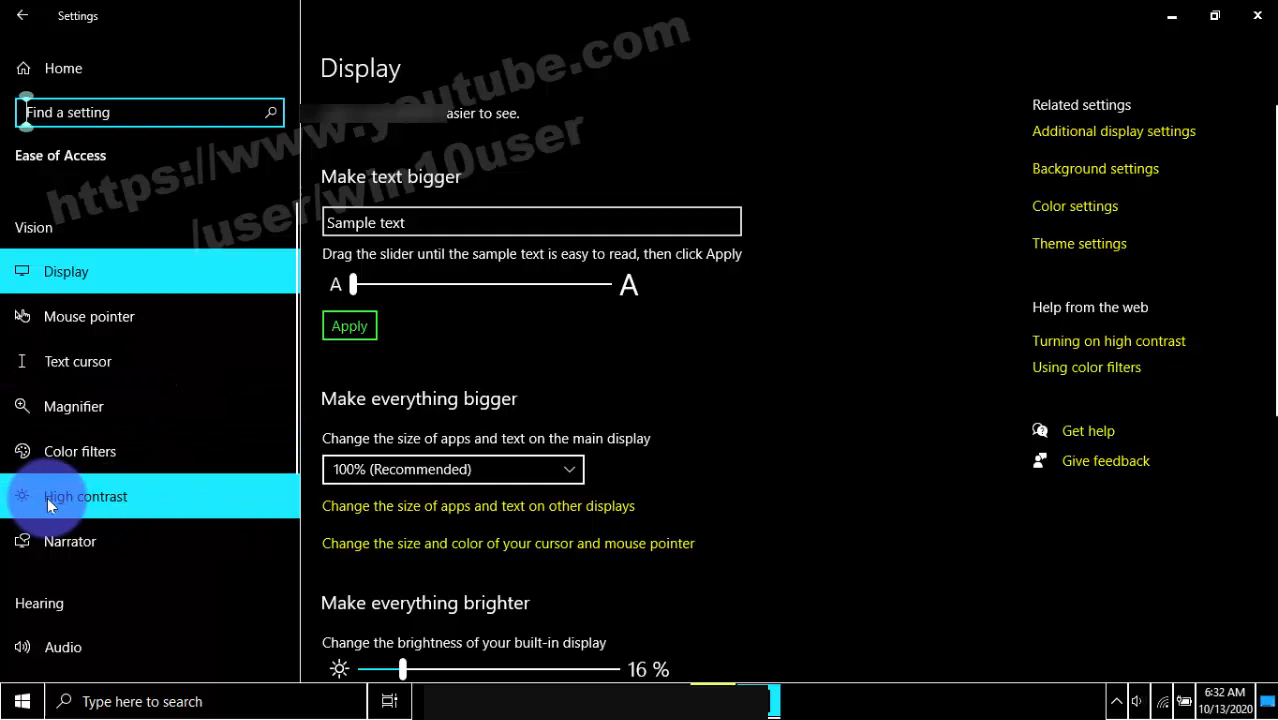 Settings
Home
Find a setting
Ease of Access
Vision
Display
Mouse pointer
Text cursor
Magnifier
Color filters
High contrast
Narrator
Hearing
Audio
https://www.youtube.com
/user/win10user
Display
asier to see.
Make text bigger
Sample text
Drag the slider until the sample text is easy to read, then click Apply
A A
Apply
Make everything bigger
Change the size of apps and text on the main display
100% (Recommended)
Change the size of apps and text on other displays
Change the size and color of your cursor and mouse pointer
Make everything brighter
Change the brightness of your built-in display
16 %
Related settings
Additional display settings
Background settings
Color settings
Theme settings
Help from the web
Turning on high contrast
Using color filters
Get help
Give feedback
Type here to search
6:32 AM
10/13/2020